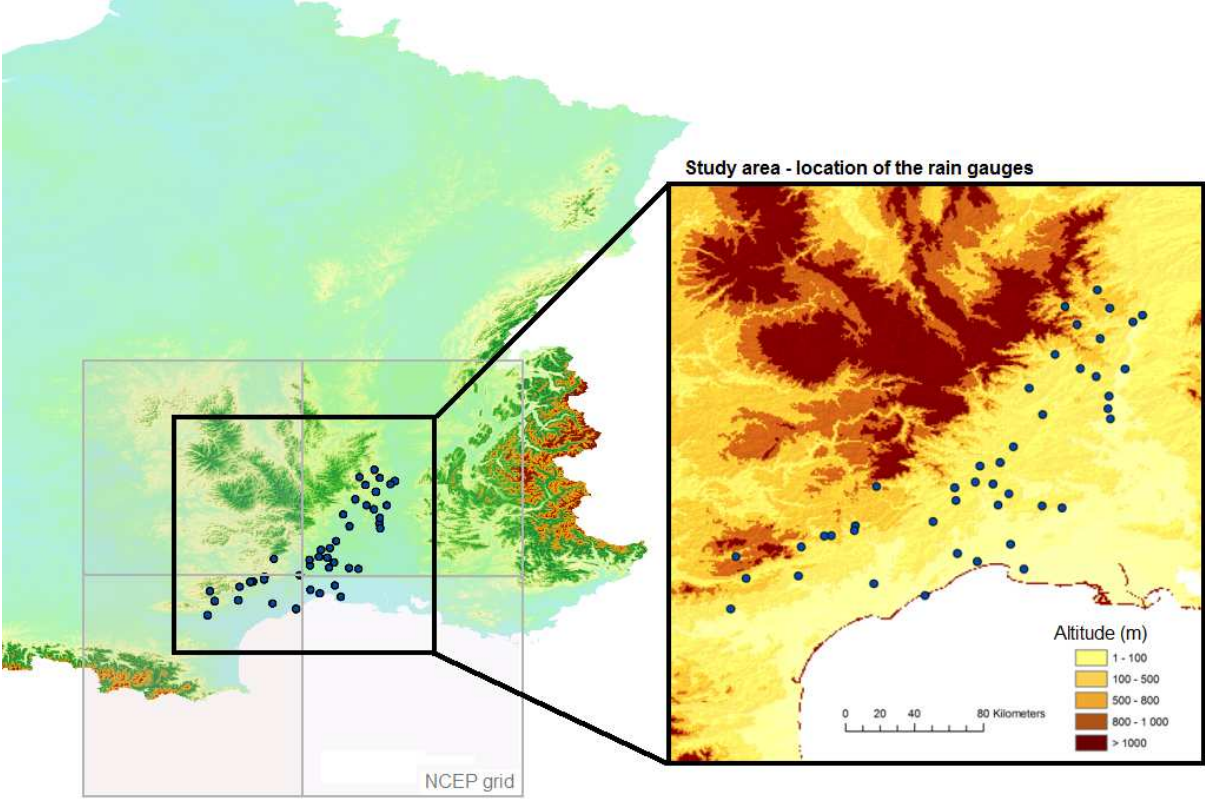 Study area - location of the rain gauges
Altitude (m)
1 - 100
100 - 500
500 - 800
800 - 1 000
> 1000
0 20 40 80 Kilometers
NCEP grid